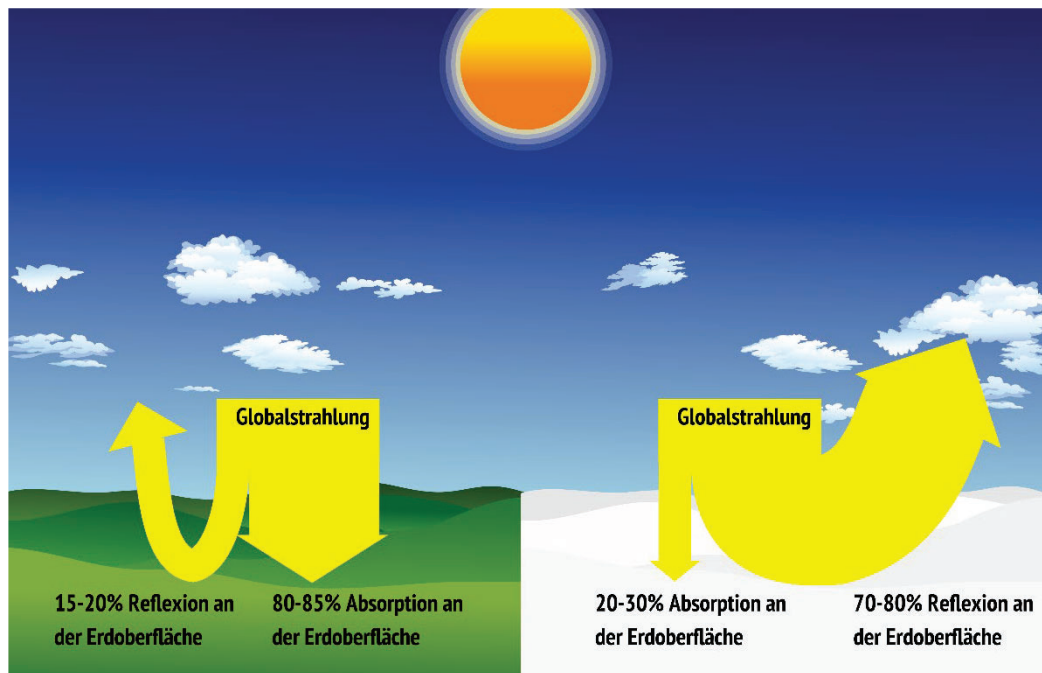 Globalstrahlung
15-20% Reflexion an
der Erdoberfläche
80-85% Absorption an
der Erdoberfläche
Globalstrahlung
20-30% Absorption an
der Erdoberfläche
70-80% Reflexion an
der Erdoberfläche